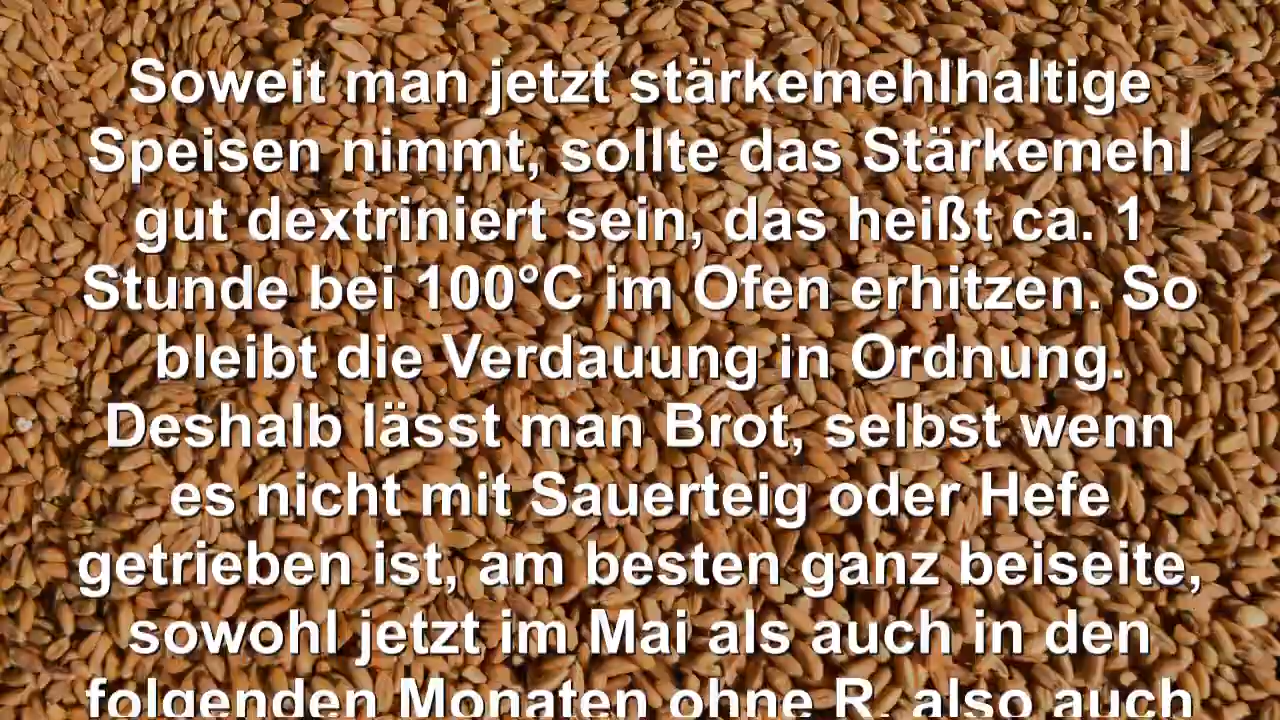 Soweit man jetzt stärkemehlhaltige
Speisen nimmt, sollte das Stärkemehl
gut dextriniert sein, das heißt ca. 1
Stunde bei 100°C im Ofen erhitzen. So
bleibt die Verdauung in Ordnung.
Deshalb lässt man Brot, selbst wenn
es nicht mit Sauerteig oder Hefe
getrieben ist, am besten ganz beiseite,
sowohl jetzt im Mai als auch in den
folgenden Monaten ohne R, also auch